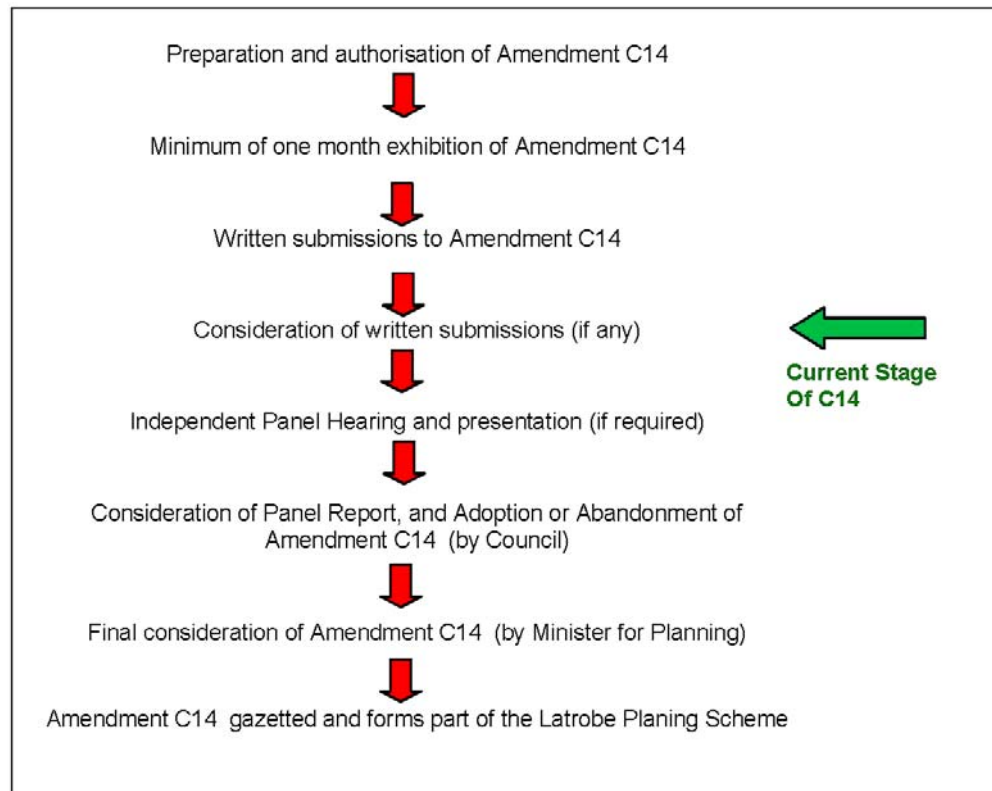 Preparation and authorisation of Amendment C14
Minimum of one month exhibition of Amendment C14
Written submissions to Amendment C14
Consideration of written submissions (if any)
Current Stage
Of C14
Independent Panel Hearing and presentation (if required)
Consideration of Panel Report, and Adoption or Abandonment of
Amendment C14 (by Council)
Final consideration of Amendment C14 (by Minister for Planning)
Amendment C14 gazetted and forms part of the Latrobe Planing Scheme